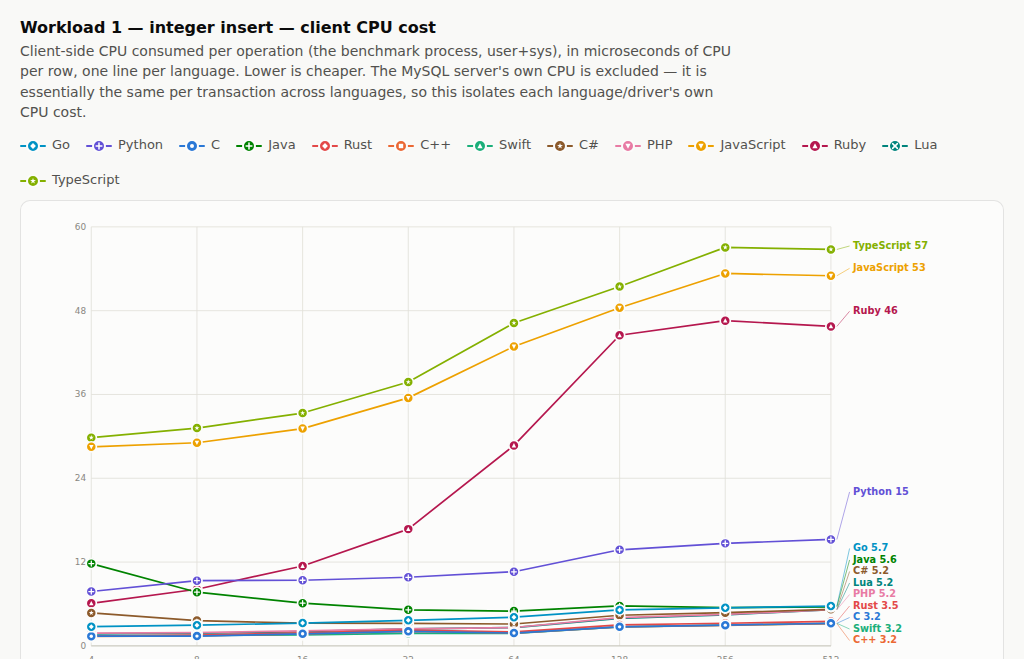 Workload 1 — integer insert — client CPU cost
Client-side CPU consumed per operation (the benchmark process, user+sys), in microseconds of CPU
per row, one line per language. Lower is cheaper. The MySQL server's own CPU is excluded — it is
essentially the same per transaction across languages, so this isolates each language/driver's own
CPU cost.
Go Python C Java Rust C++ Swift C# PHP JavaScript Ruby Lua
TypeScript
60
TypeScript 57
JavaScript 53
48
Ruby 46
36
24
Python 15
12
Go 5.7
Java 5.6
C# 5.2
Lua 5.2
PHP 5.2
Rust 3.5
C 3.2
Swift 3.2
C++ 3.2
0